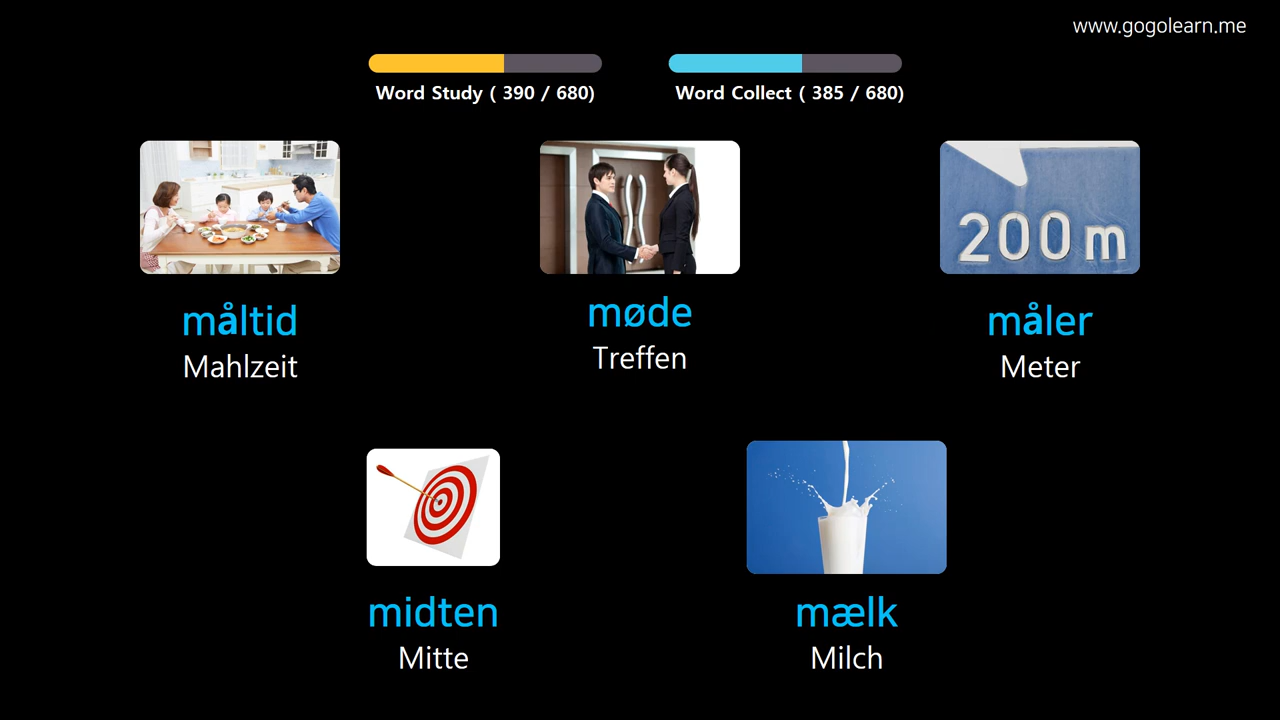 www.gogolearn.me
Word Study ( 390 / 680)
Word Collect ( 385 / 680)
200m
måltid
Mahlzeit
møde
Treffen
måler
Meter
midten
Mitte
mælk
Milch